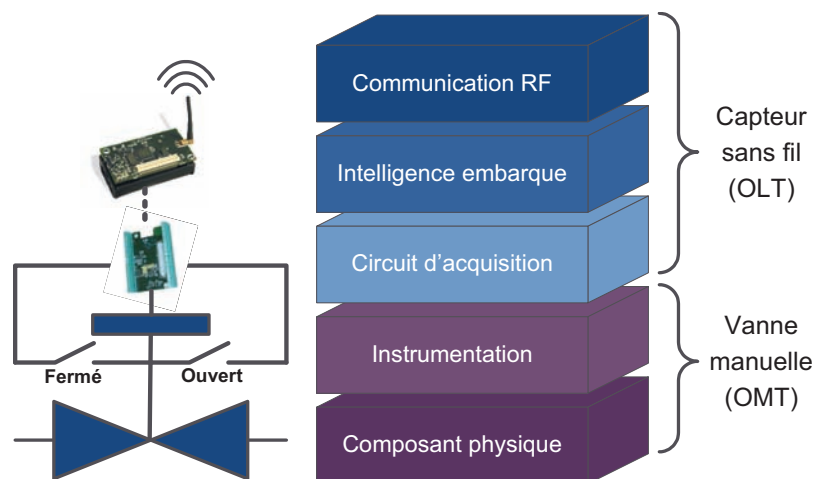 Communication RF
Intelligence embarque
Circuit d'acquisition
Instrumentation
Composant physique
Capteur
sans fil
(OLT)
Vanne
manuelle
(OMT)
Fermé
Ouvert